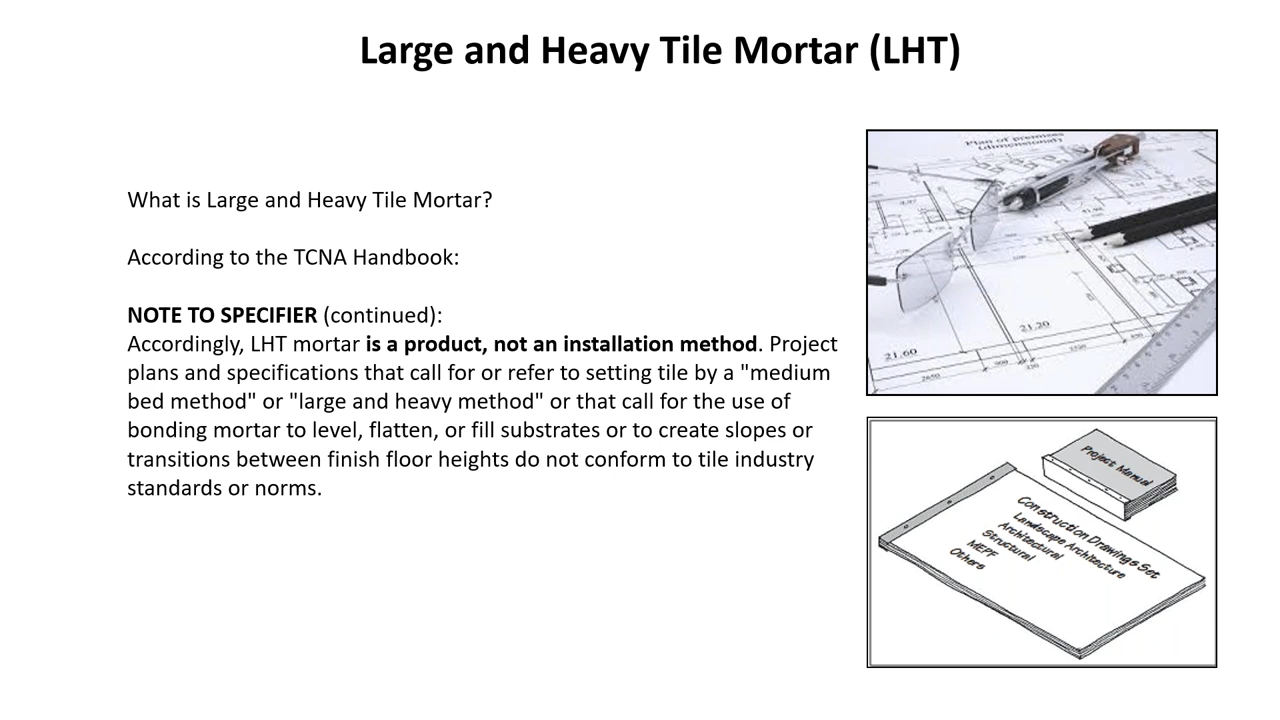 Large and Heavy Tile Mortar (LHT)
What is Large and Heavy Tile Mortar?
According to the TCNA Handbook:
NOTE TO SPECIFIER (continued):
Accordingly, LHT mortar is a product, not an installation method. Project
plans and specifications that call for or refer to setting tile by a "medium
bed method" or "large and heavy method" or that call for the use of
bonding mortar to level, flatten, or fill substrates or to create slopes or
transitions between finish floor heights do not conform to tile industry
standards or norms.
Plan of premises
(dimensional)
21.20
21.60
2650
Project Manual
Construction Drawings Set
Landscape Architecture
Architectural
Structural
MEPF
Others